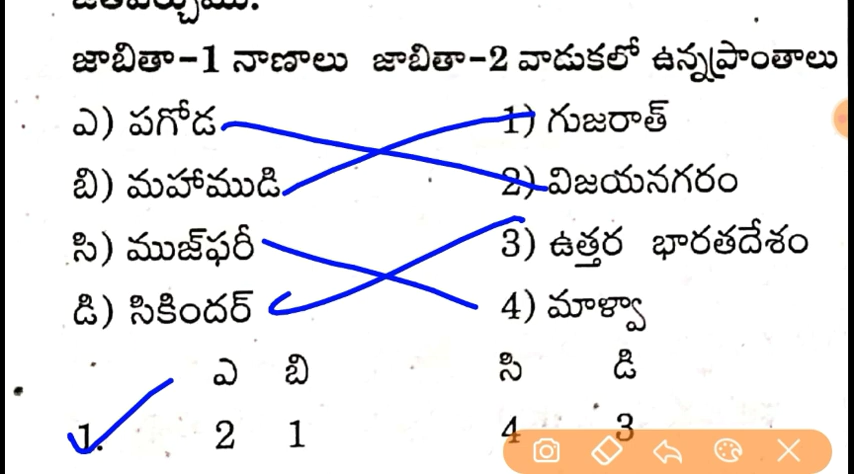 జాబితా-1 నాణాలు జాబితా-2 వాడుకలో ఉన్నప్రాంతాలు
ఎ) పగోడ 1) గుజరాత్
బి) మహాముడి 2) విజయనగరం
సి) ముజ్‌ఫరీ 3) ఉత్తర భారతదేశం
డి) సికిందర్ 4) మాళ్వా
ఎ బి సి డి
1. 2 1 4 3